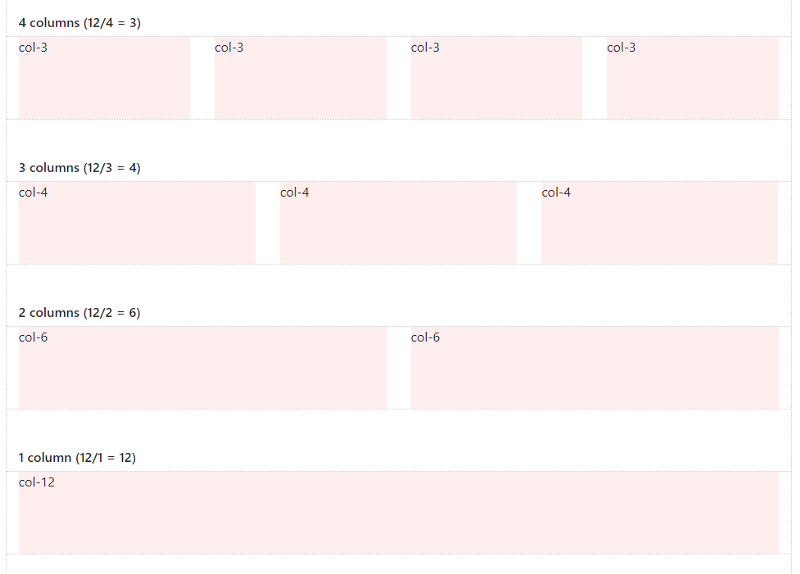 4 columns (12/4 = 3)
col-3 col-3 col-3 col-3
3 columns (12/3 = 4)
col-4 col-4 col-4
2 columns (12/2 = 6)
col-6 col-6
1 column (12/1 = 12)
col-12